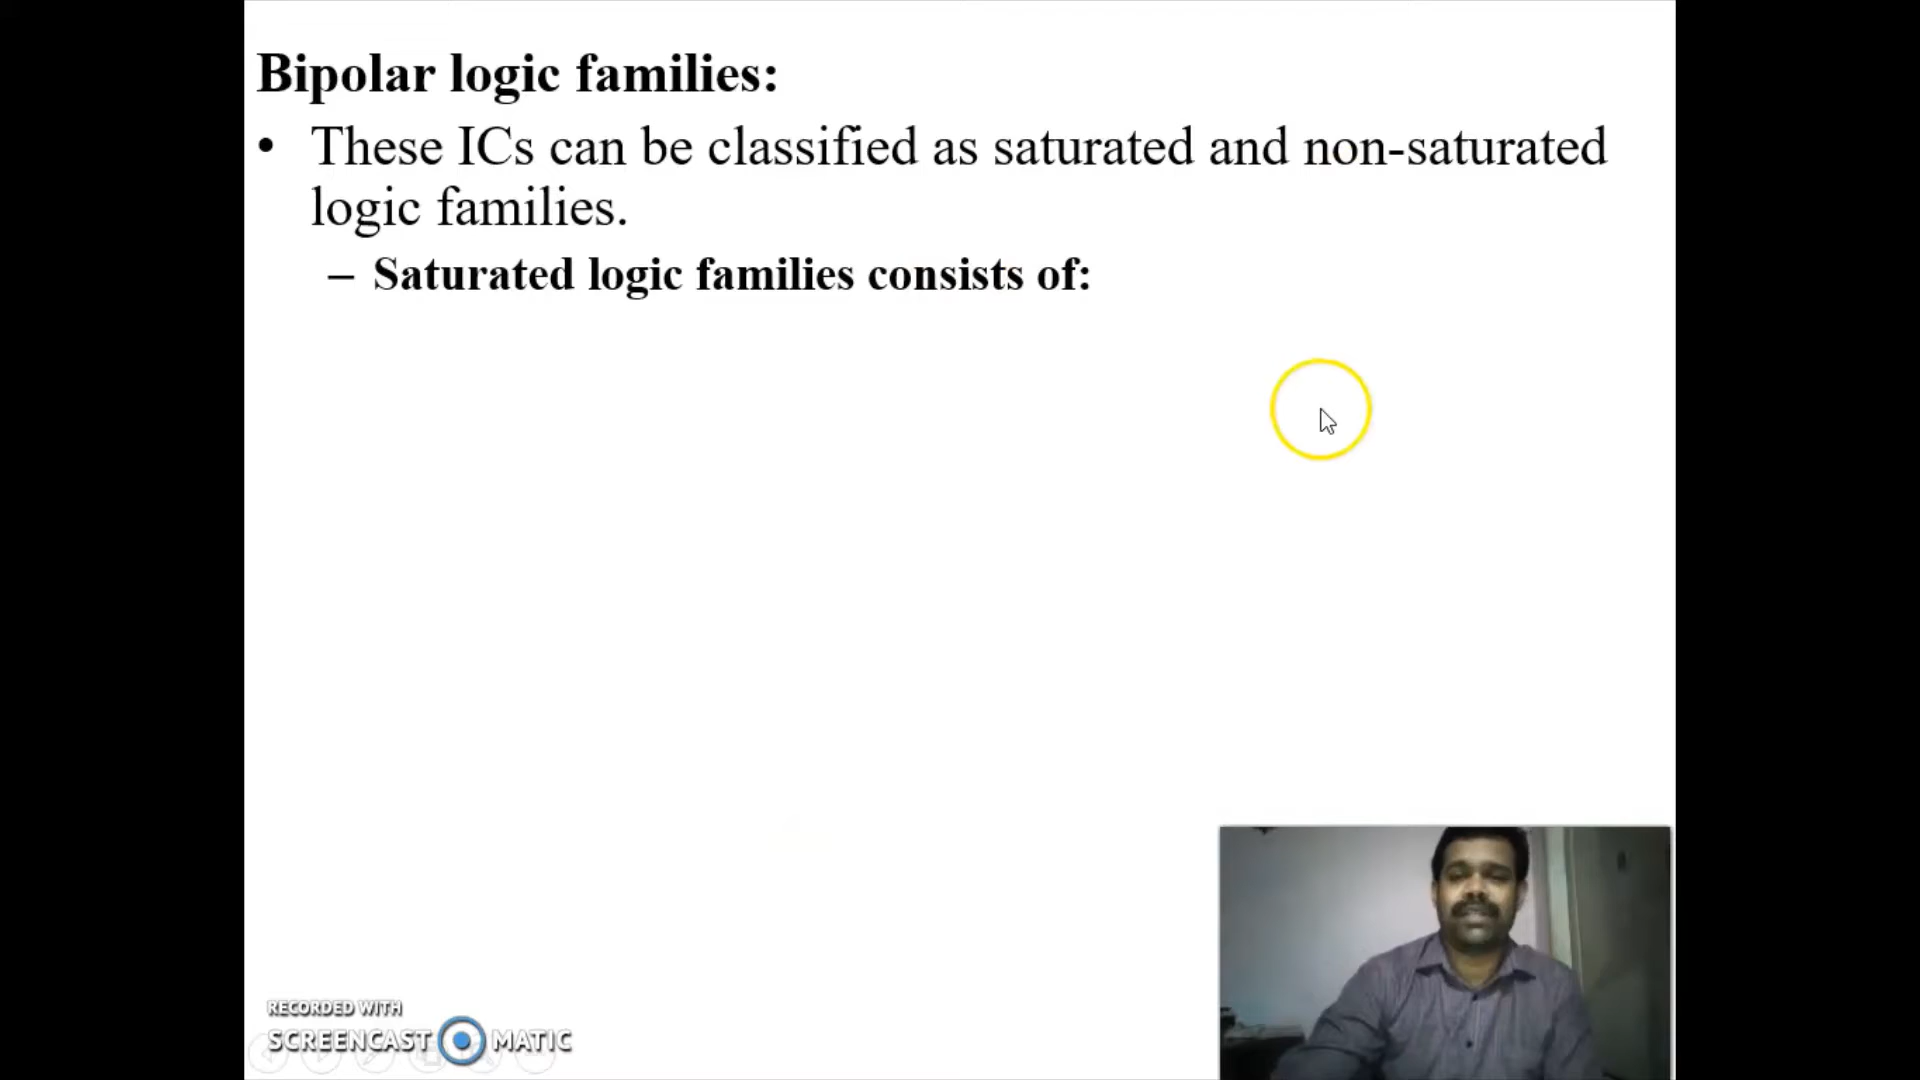 Bipolar logic families:
• These ICs can be classified as saturated and non-saturated
logic families.
– Saturated logic families consists of:
RECORDED WITH
SCREENCAST MATIC